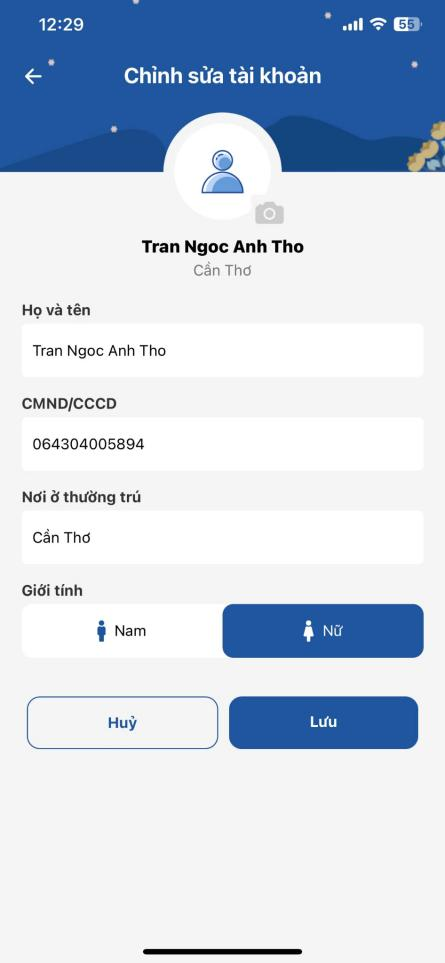 12:29
55
Chỉnh sửa tài khoản
Tran Ngoc Anh Tho
Cần Thơ
Họ và tên
Tran Ngoc Anh Tho
CMND/CCCD
064304005894
Nơi ở thường trú
Cần Thơ
Giới tính
Nam
Nữ
Huỷ
Lưu